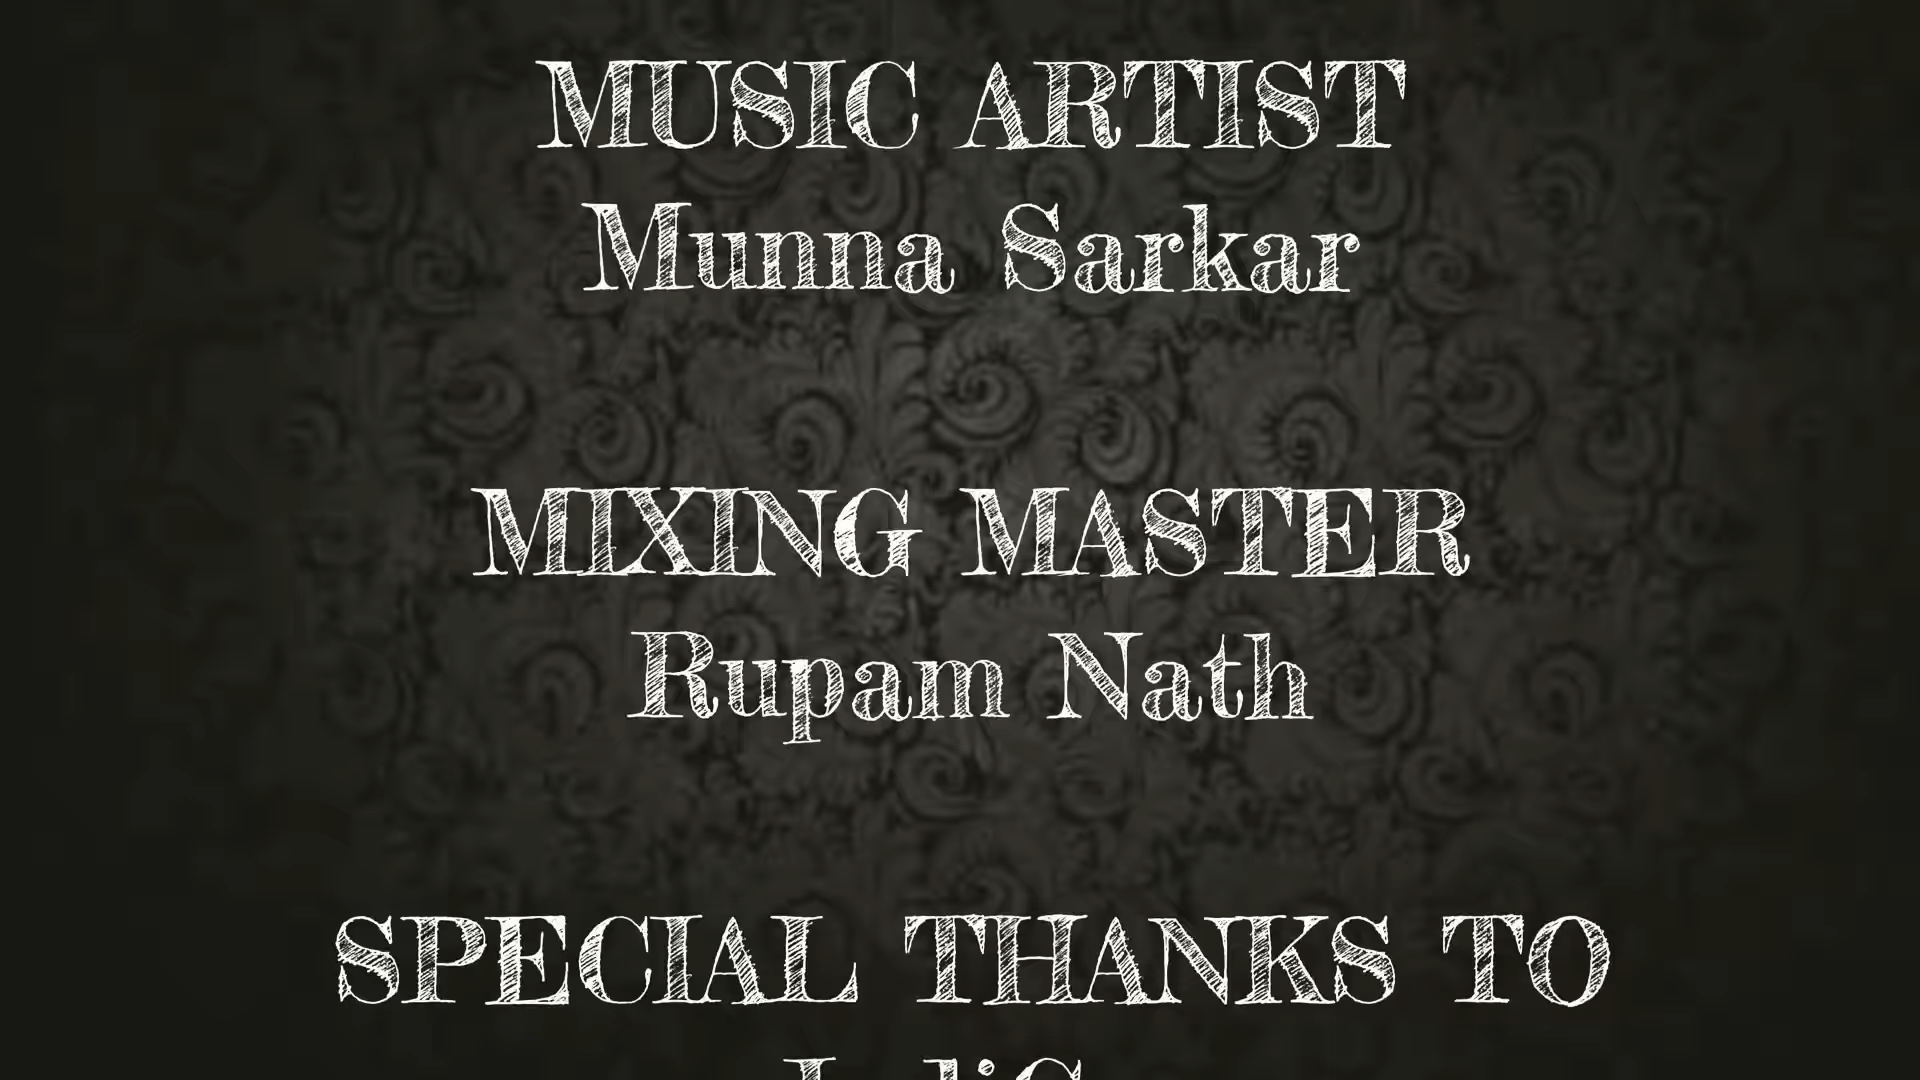 MUSIC ARTIST
Munna Sarkar
MIXING MASTER
Rupam Nath
SPECIAL THANKS TO